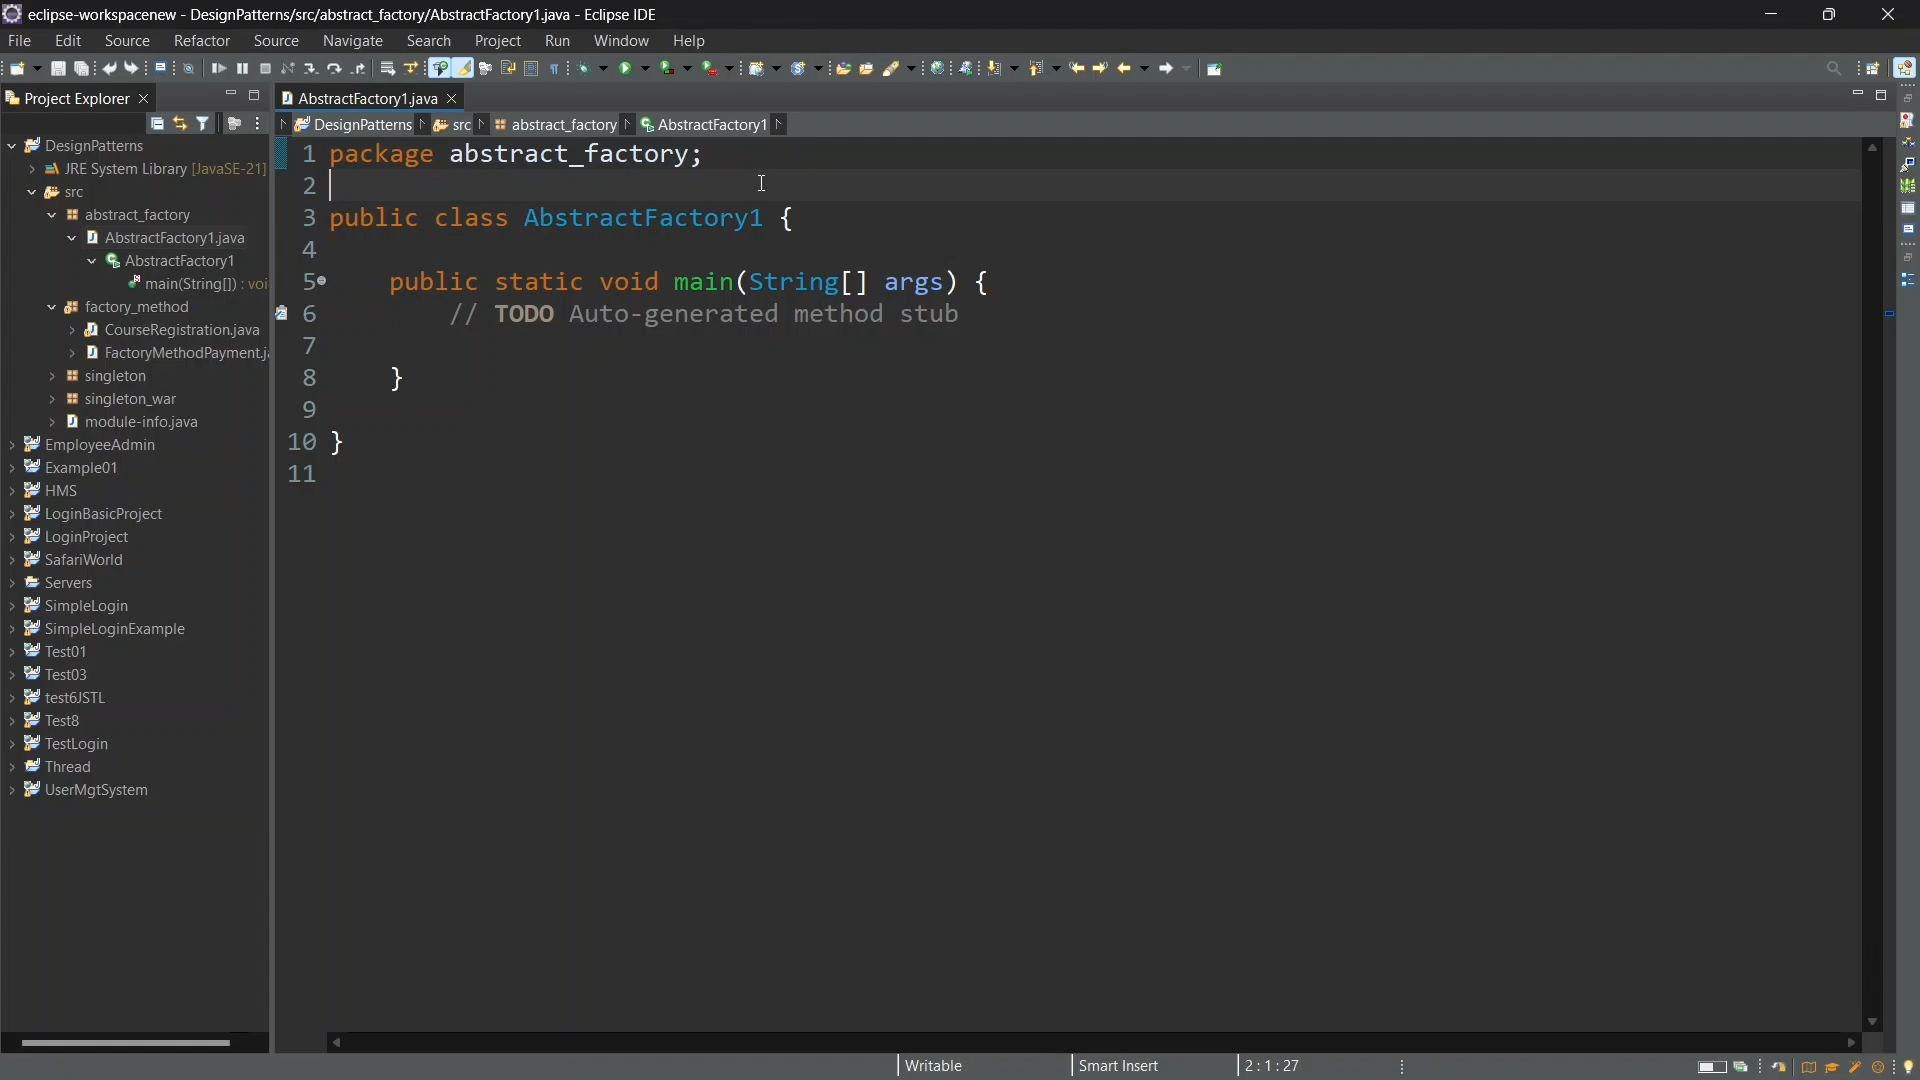 eclipse-workspacenew - DesignPatterns/src/abstract_factory/AbstractFactory1.java - Eclipse IDE
File Edit Source Refactor Source Navigate Search Project Run Window Help
Project Explorer
AbstractFactory1.java
DesignPatterns src abstract_factory AbstractFactory1
DesignPatterns
JRE System Library [JavaSE-21]
src
abstract_factory
AbstractFactory1.java
AbstractFactory1
main(String[]) : voi
factory_method
CourseRegistration.java
FactoryMethodPayment.ja
singleton
singleton_war
module-info.java
EmployeeAdmin
Example01
HMS
LoginBasicProject
LoginProject
SafariWorld
Servers
SimpleLogin
SimpleLoginExample
Test01
Test03
test6JSTL
Test8
TestLogin
Thread
UserMgtSystem
1 package abstract_factory;
2
3 public class AbstractFactory1 {
4
5 public static void main(String[] args) {
6 // TODO Auto-generated method stub
7
8 }
9
10 }
11
Writable Smart Insert 2 : 1 : 27